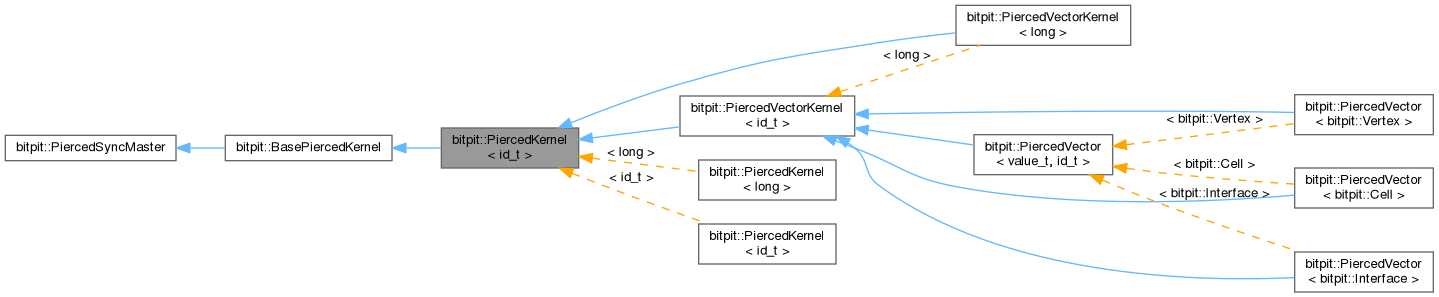 bitpit::PiercedSyncMaster
bitpit::BasePiercedKernel
bitpit::PiercedKernel
< id_t >
bitpit::PiercedVectorKernel
< long >
< long >
bitpit::PiercedVectorKernel
< id_t >
< long >
bitpit::PiercedKernel
< long >
< id_t >
bitpit::PiercedKernel
< id_t >
bitpit::PiercedVector
< value_t, id_t >
< bitpit::Vertex >
bitpit::PiercedVector
< bitpit::Vertex >
< bitpit::Cell >
bitpit::PiercedVector
< bitpit::Cell >
< bitpit::Interface >
bitpit::PiercedVector
< bitpit::Interface >